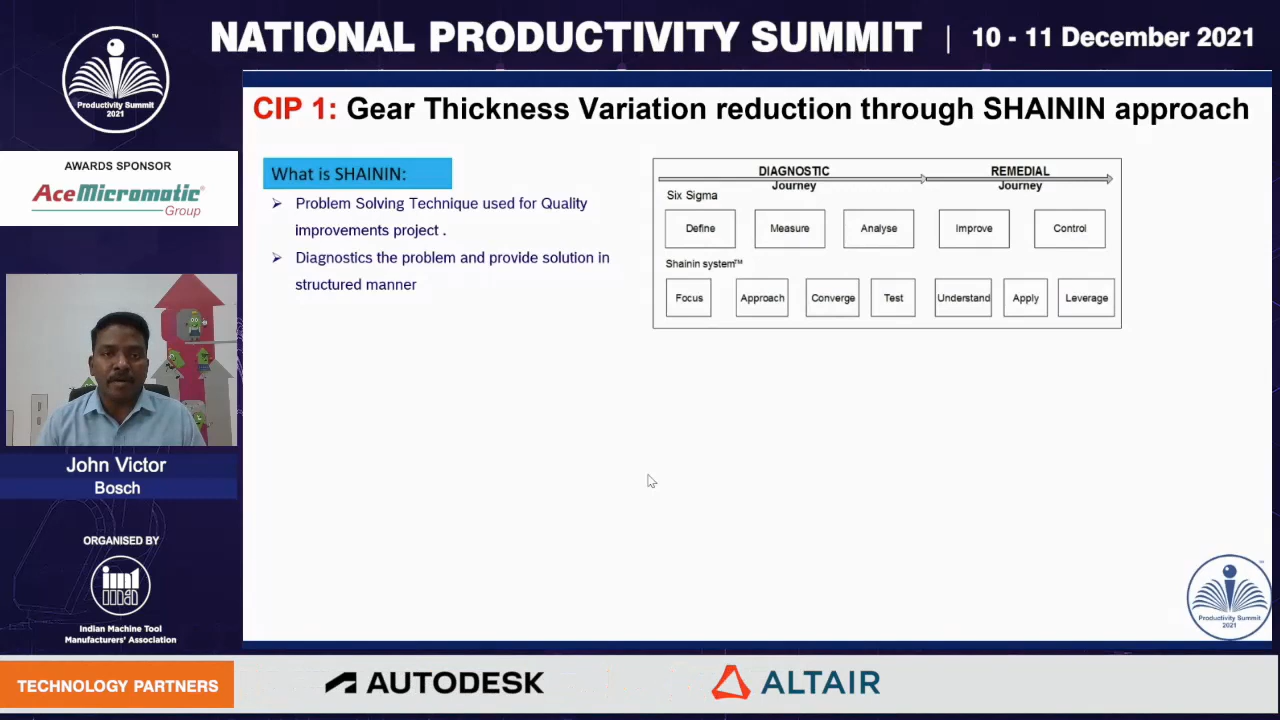 NATIONAL PRODUCTIVITY SUMMIT | 10 - 11 December 2021
TM
Productivity Summit
2021
AWARDS SPONSOR
AceMicromatic®
Group
John Victor
Bosch
ORGANISED BY
imtma
Indian Machine Tool
Manufacturers' Association
CIP 1: Gear Thickness Variation reduction through SHAININ approach
What is SHAININ:
➢ Problem Solving Technique used for Quality
improvements project .
➢ Diagnostics the problem and provide solution in
structured manner
DIAGNOSTIC REMEDIAL
Journey Journey
Six Sigma
Define Measure Analyse Improve Control
Shainin system™
Focus Approach Converge Test Understand Apply Leverage
Productivity Summit
2021
TECHNOLOGY PARTNERS
AUTODESK
ALTAIR